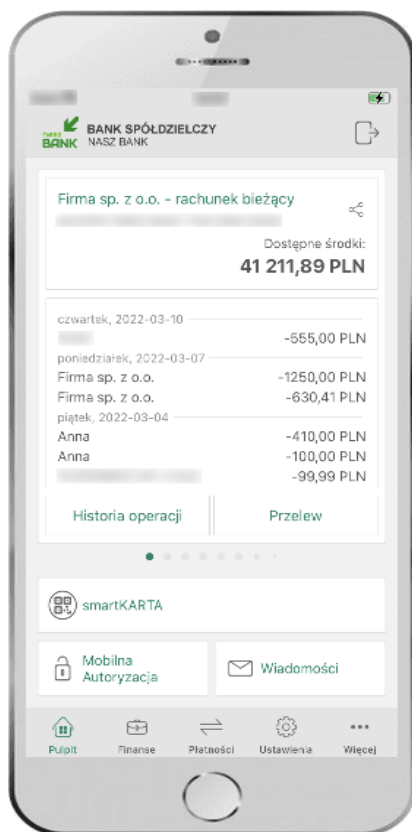 nasz
BANK
BANK SPÓŁDZIELCZY
NASZ BANK
Firma sp. z o.o. – rachunek bieżący
Dostępne środki:
41 211,89 PLN
czwartek, 2022-03-10
-555,00 PLN
poniedziałek, 2022-03-07
Firma sp. z o.o. -1250,00 PLN
Firma sp. z o.o. -630,41 PLN
piątek, 2022-03-04
Anna -410,00 PLN
Anna -100,00 PLN
-99,99 PLN
Historia operacji Przelew
smartKARTA
Mobilna
Autoryzacja
Wiadomości
Pulpit Finanse Płatności Ustawienia Więcej